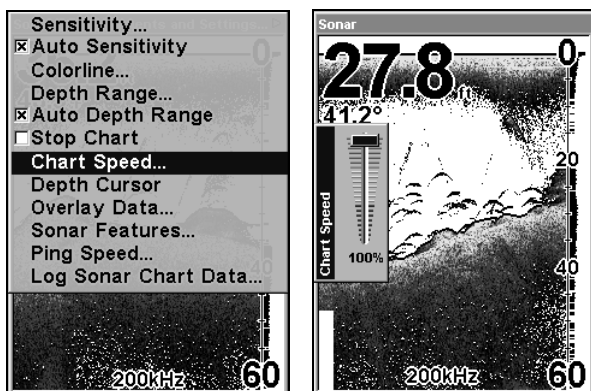 Sensitivity...
Auto Sensitivity
Colorline...
Depth Range...
Auto Depth Range
Stop Chart
Chart Speed...
Depth Cursor
Overlay Data...
Sonar Features...
Ping Speed...
Log Sonar Chart Data...
0
40
200kHz
60
Sonar
27.8 ft
41.2°
0
20
40
Chart Speed
100%
200kHz
60